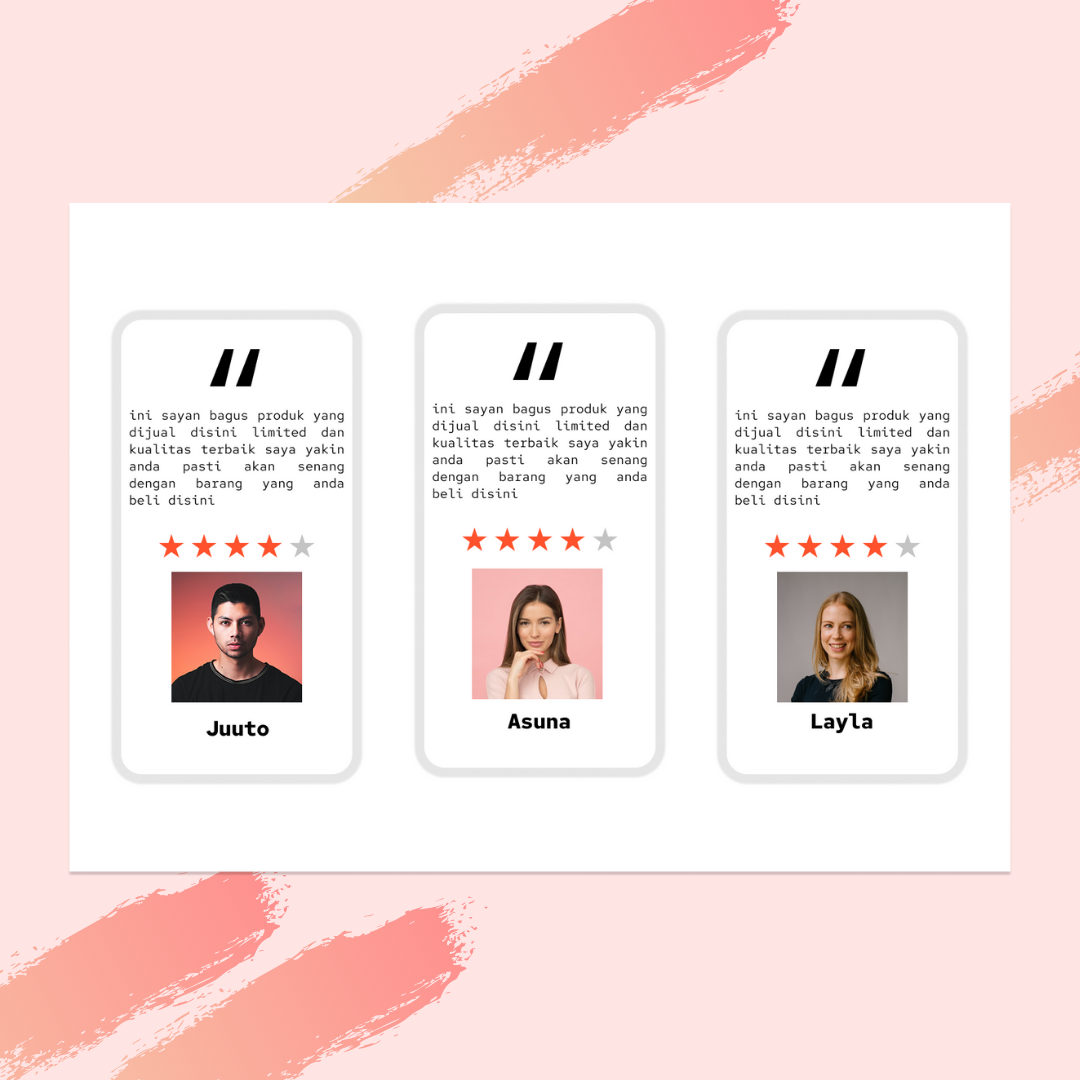 "
ini sayan bagus produk yang
dijual disini limited dan
kualitas terbaik saya yakin
anda pasti akan senang
dengan barang yang anda
beli disini
Juuto
"
ini sayan bagus produk yang
dijual disini limited dan
kualitas terbaik saya yakin
anda pasti akan senang
dengan barang yang anda
beli disini
Asuna
"
ini sayan bagus produk yang
dijual disini limited dan
kualitas terbaik saya yakin
anda pasti akan senang
dengan barang yang anda
beli disini
Layla